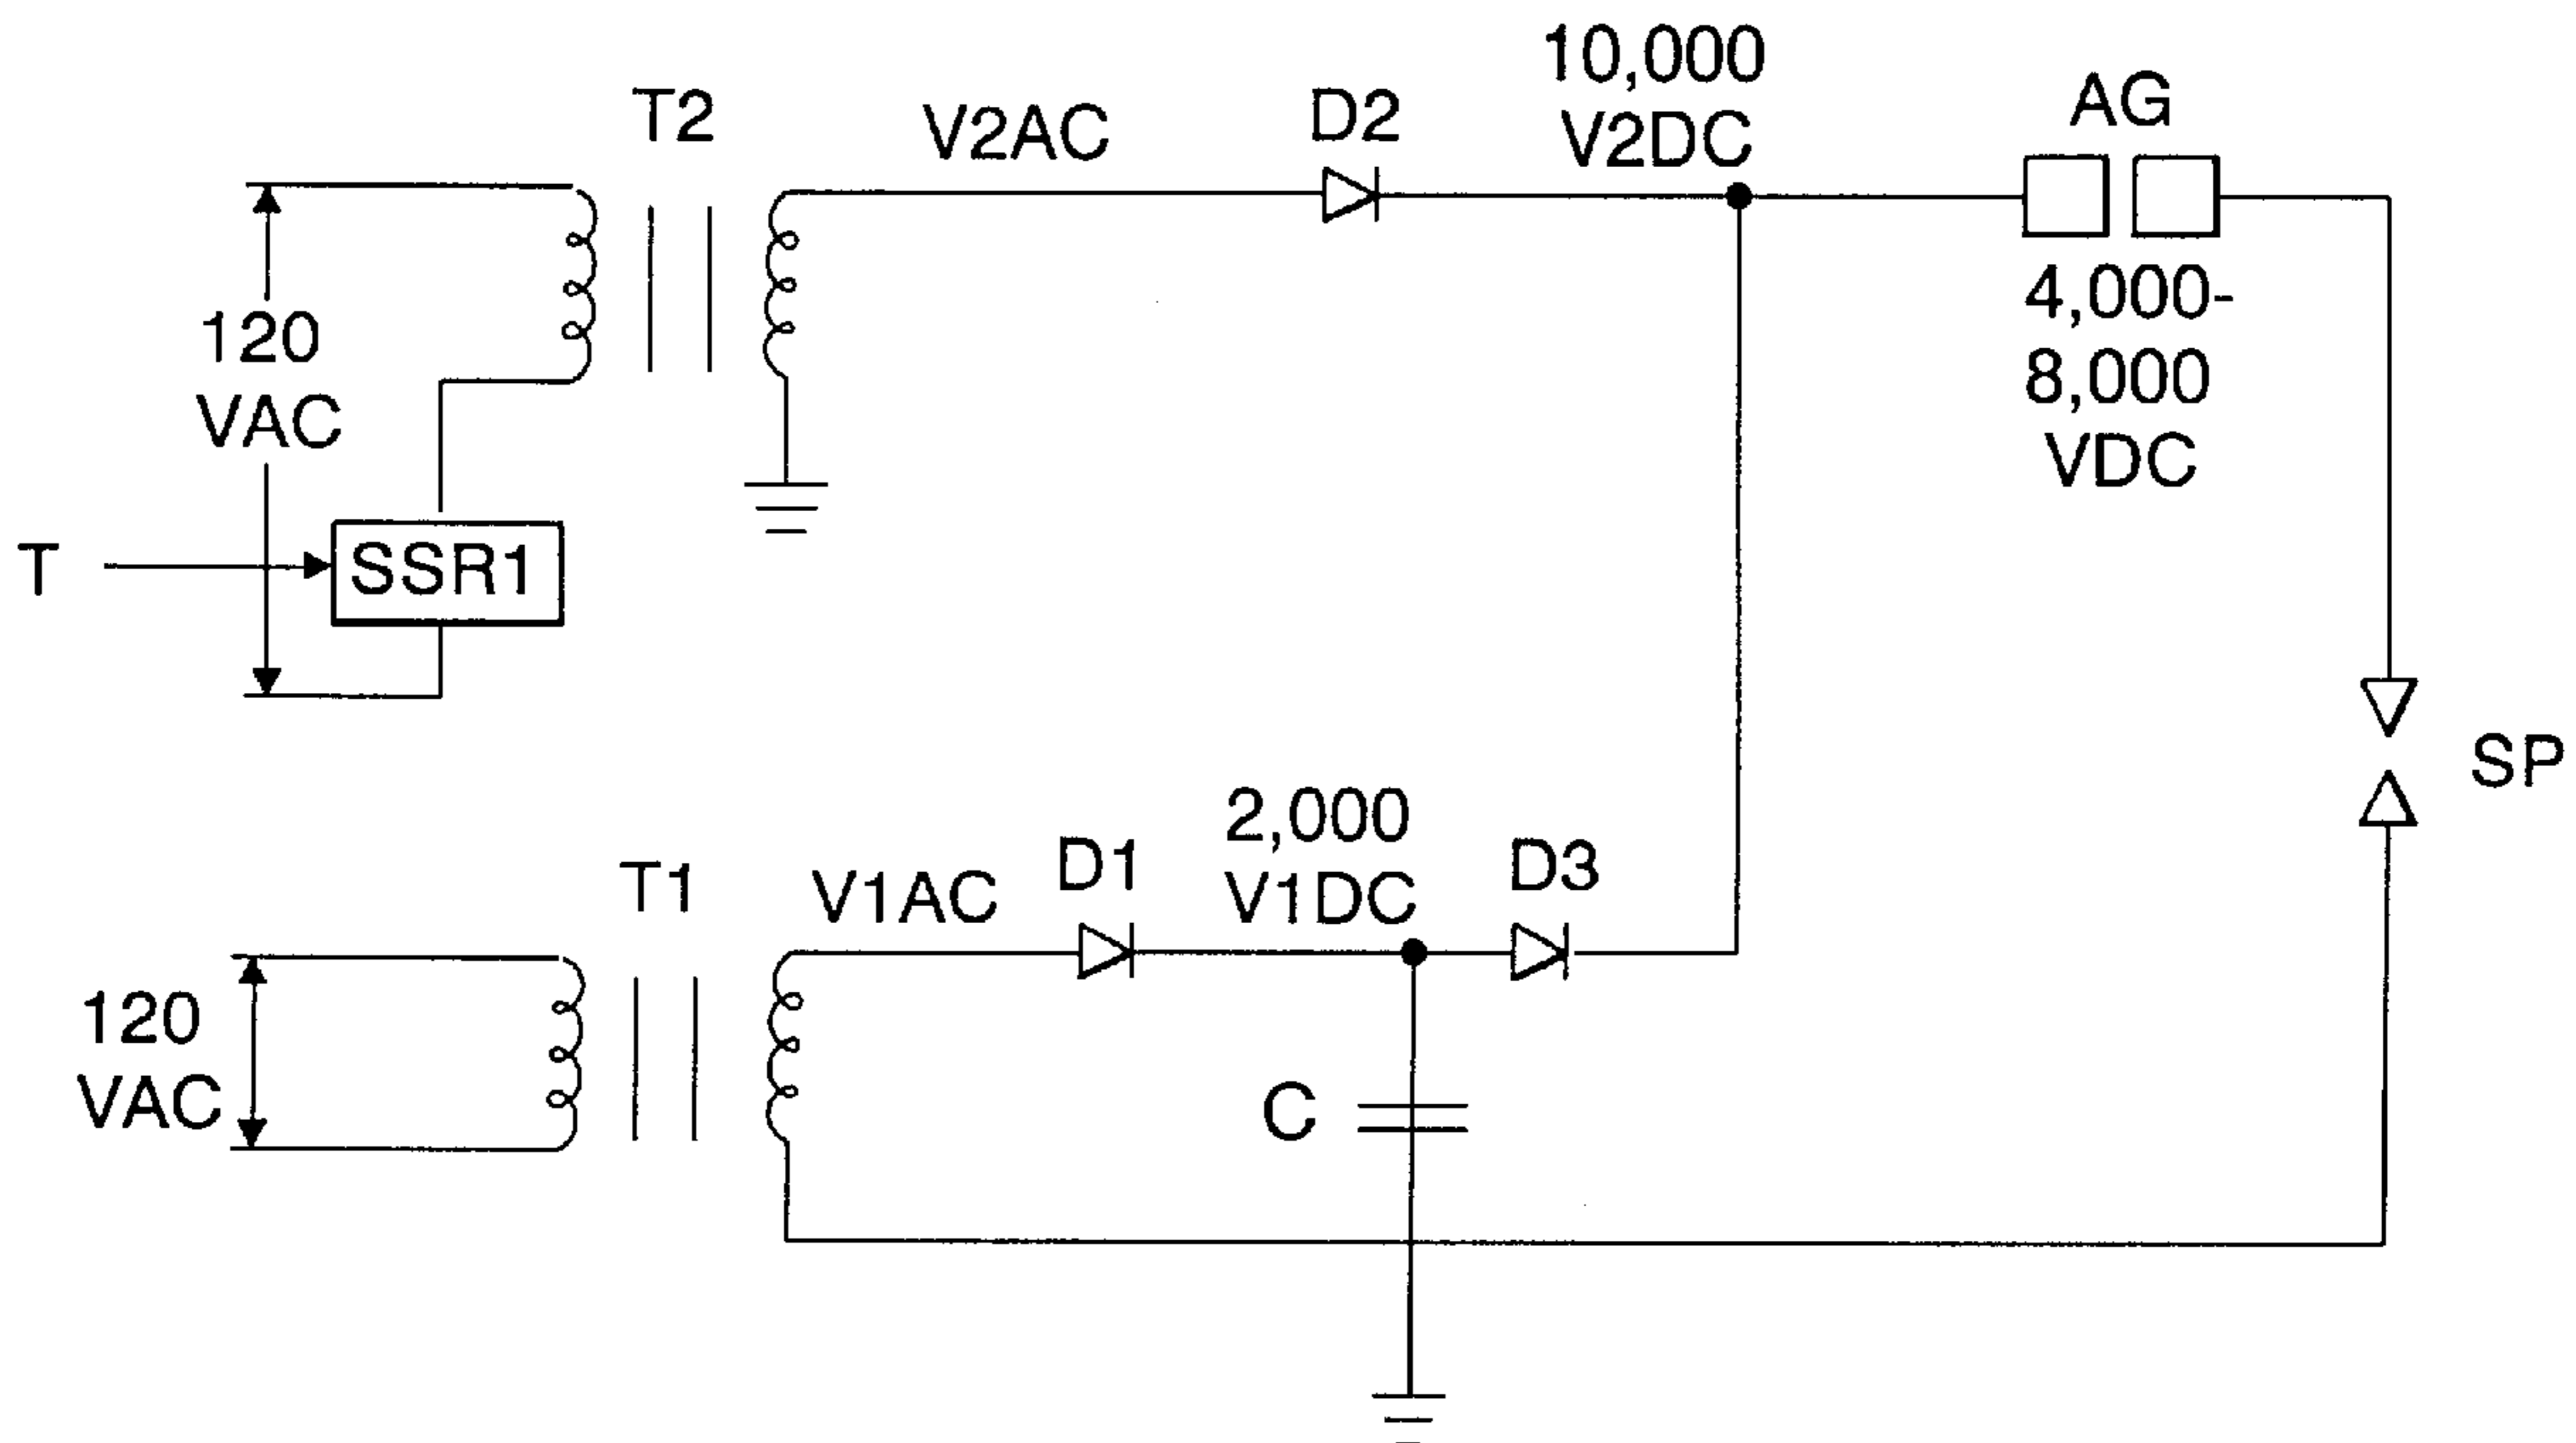 T2
V2AC
D2
10,000
V2DC
AG
120
VAC
4,000-
8,000
VDC
T
SSR1
SP
T1
V1AC
D1
2,000
V1DC
D3
120
VAC
C